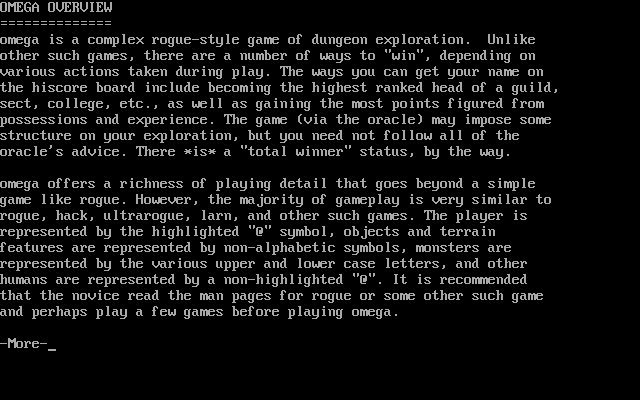 OMEGA OVERVIEW
==============
omega is a complex rogue-style game of dungeon exploration.  Unlike
other such games, there are a number of ways to "win", depending on
various actions taken during play. The ways you can get your name on
the hiscore board include becoming the highest ranked head of a guild,
sect, college, etc., as well as gaining the most points figured from
possessions and experience. The game (via the oracle) may impose some
structure on your exploration, but you need not follow all of the
oracle's advice. There *is* a "total winner" status, by the way.

omega offers a richness of playing detail that goes beyond a simple
game like rogue. However, the majority of gameplay is very similar to
rogue, hack, ultrarogue, larn, and other such games. The player is
represented by the highlighted "@" symbol, objects and terrain
features are represented by non-alphabetic symbols, monsters are
represented by the various upper and lower case letters, and other
humans are represented by a non-highlighted "@". It is recommended
that the novice read the man pages for rogue or some other such game
and perhaps play a few games before playing omega.

-More-_